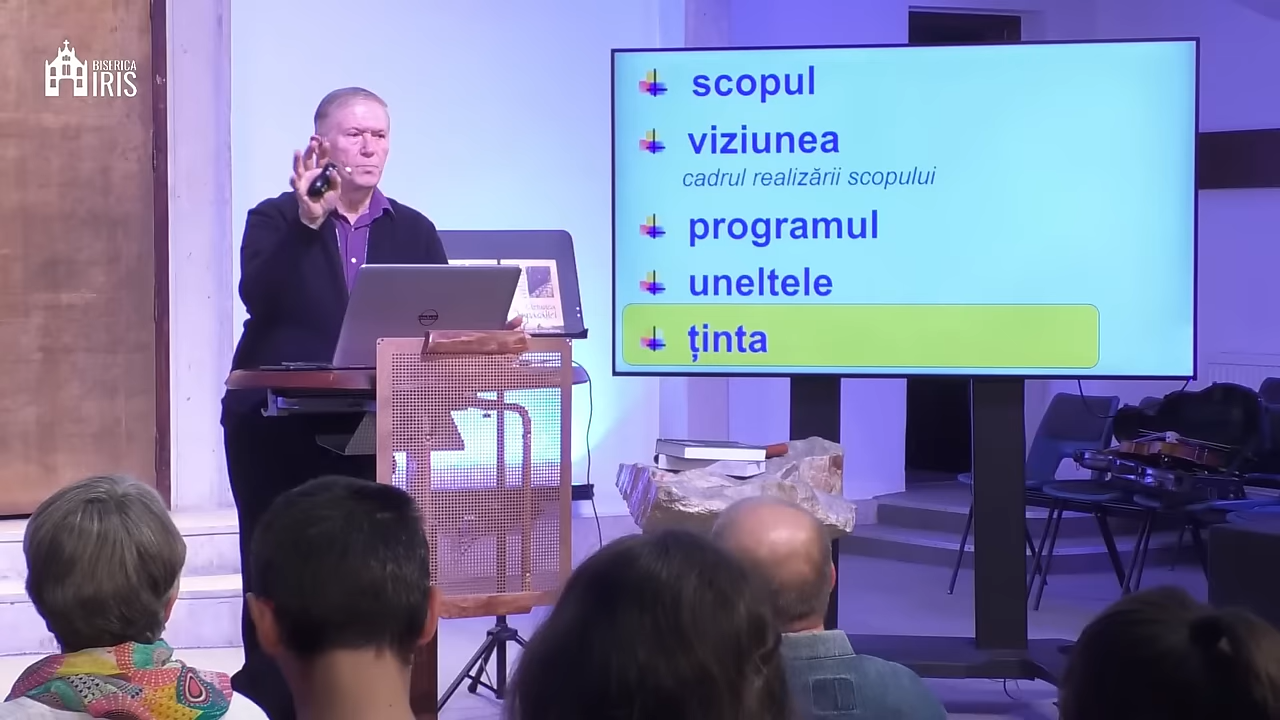 BISERICA
IRIS
scopul
viziunea
cadrul realizării scopului
programul
uneltele
ținta